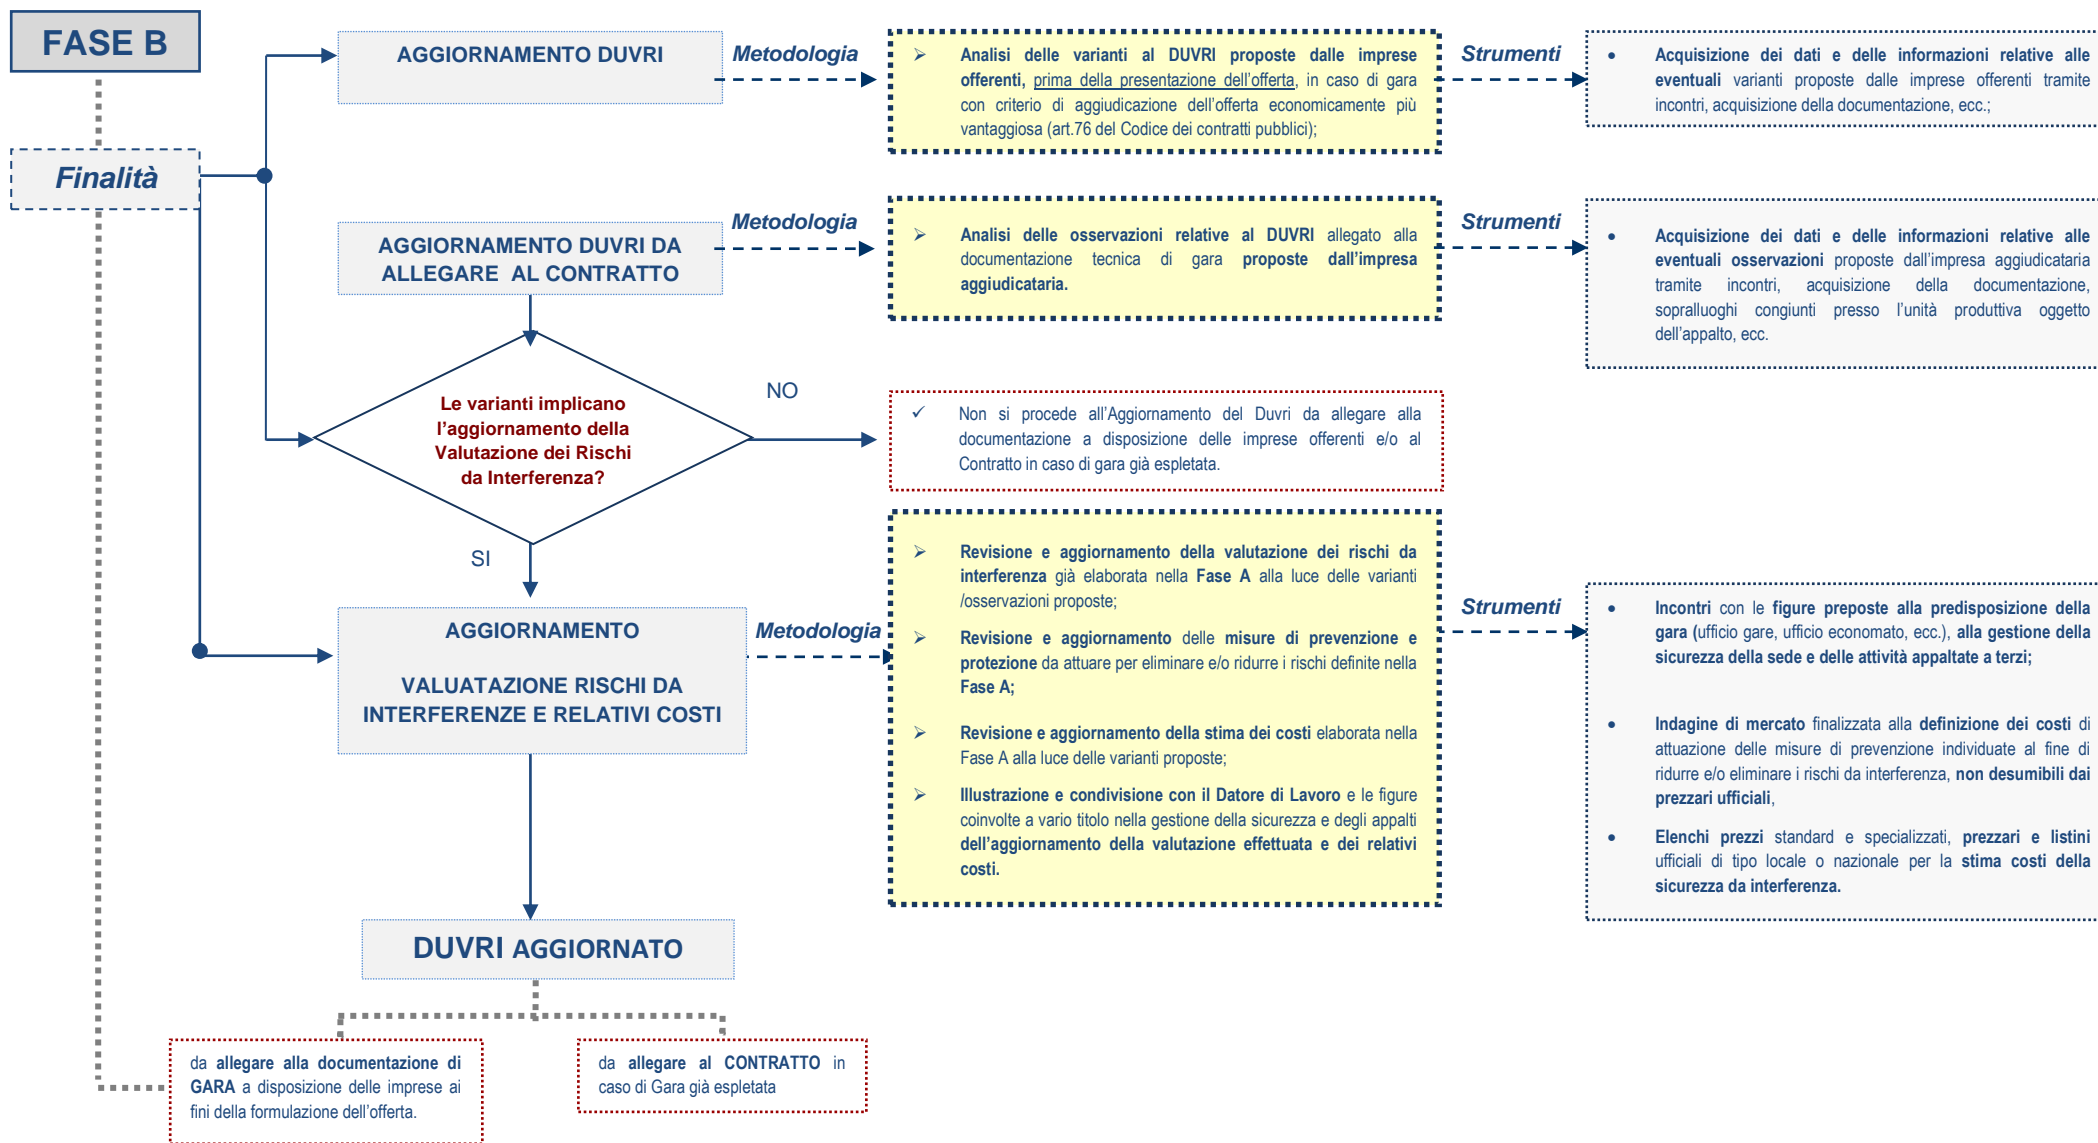 FASE B
Finalità
AGGIORNAMENTO DUVRI
Metodologia
➢ Analisi delle varianti al DUVRI proposte dalle imprese
offerenti, prima della presentazione dell'offerta, in caso di gara
con criterio di aggiudicazione dell'offerta economicamente più
vantaggiosa (art.76 del Codice dei contratti pubblici);
Strumenti
• Acquisizione dei dati e delle informazioni relative alle
eventuali varianti proposte dalle imprese offerenti tramite
incontri, acquisizione della documentazione, ecc.;
AGGIORNAMENTO DUVRI DA
ALLEGARE AL CONTRATTO
Metodologia
➢ Analisi delle osservazioni relative al DUVRI allegato alla
documentazione tecnica di gara proposte dall'impresa
aggiudicataria.
Strumenti
• Acquisizione dei dati e delle informazioni relative alle
eventuali osservazioni proposte dall'impresa aggiudicataria
tramite incontri, acquisizione della documentazione,
sopralluoghi congiunti presso l'unità produttiva oggetto
dell'appalto, ecc.
Le varianti implicano
l'aggiornamento della
Valutazione dei Rischi
da Interferenza?
NO
✓ Non si procede all'Aggiornamento del Duvri da allegare alla
documentazione a disposizione delle imprese offerenti e/o al
Contratto in caso di gara già espletata.
SI
AGGIORNAMENTO
VALUATAZIONE RISCHI DA
INTERFERENZE E RELATIVI COSTI
Metodologia
➢ Revisione e aggiornamento della valutazione dei rischi da
interferenza già elaborata nella Fase A alla luce delle varianti
/osservazioni proposte;
➢ Revisione e aggiornamento delle misure di prevenzione e
protezione da attuare per eliminare e/o ridurre i rischi definite nella
Fase A;
➢ Revisione e aggiornamento della stima dei costi elaborata nella
Fase A alla luce delle varianti proposte;
➢ Illustrazione e condivisione con il Datore di Lavoro e le figure
coinvolte a vario titolo nella gestione della sicurezza e degli appalti
dell'aggiornamento della valutazione effettuata e dei relativi
costi.
Strumenti
• Incontri con le figure preposte alla predisposizione della
gara (ufficio gare, ufficio economato, ecc.), alla gestione della
sicurezza della sede e delle attività appaltate a terzi;
• Indagine di mercato finalizzata alla definizione dei costi di
attuazione delle misure di prevenzione individuate al fine di
ridurre e/o eliminare i rischi da interferenza, non desumibili dai
prezzari ufficiali,
• Elenchi prezzi standard e specializzati, prezzari e listini
ufficiali di tipo locale o nazionale per la stima costi della
sicurezza da interferenza.
DUVRI AGGIORNATO
da allegare alla documentazione di
GARA a disposizione delle imprese ai
fini della formulazione dell'offerta.
da allegare al CONTRATTO in
caso di Gara già espletata